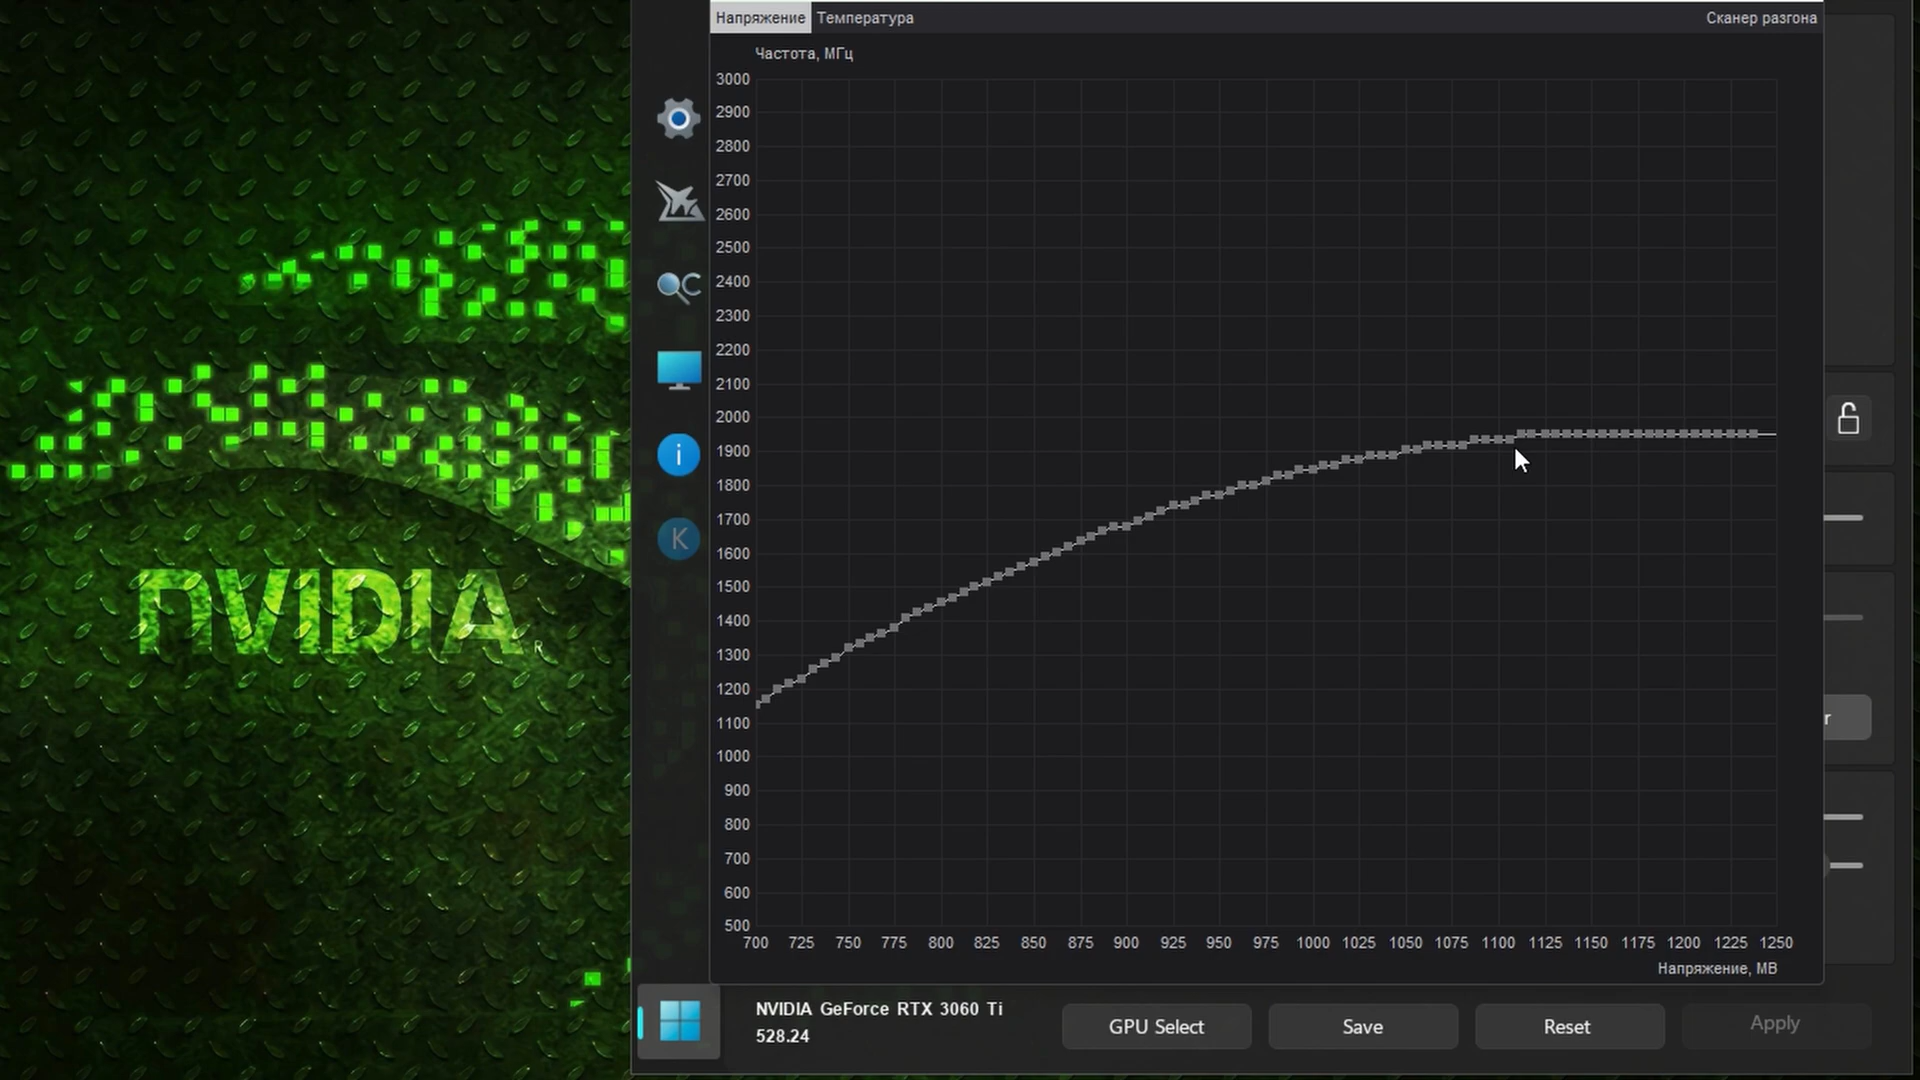 Напряжение Температура Сканер разгона
Частота, МГц
3000
2900
2800
2700
2600
2500
2400
2300
2200
2100
2000
1900
1800
1700
1600
1500
1400
1300
1200
1100
1000
900
800
700
600
500
700 725 750 775 800 825 850 875 900 925 950 975 1000 1025 1050 1075 1100 1125 1150 1175 1200 1225 1250
Напряжение, МВ
C
i
K
r
NVIDIA
R
NVIDIA GeForce RTX 3060 Ti
528.24
GPU Select Save Reset Apply